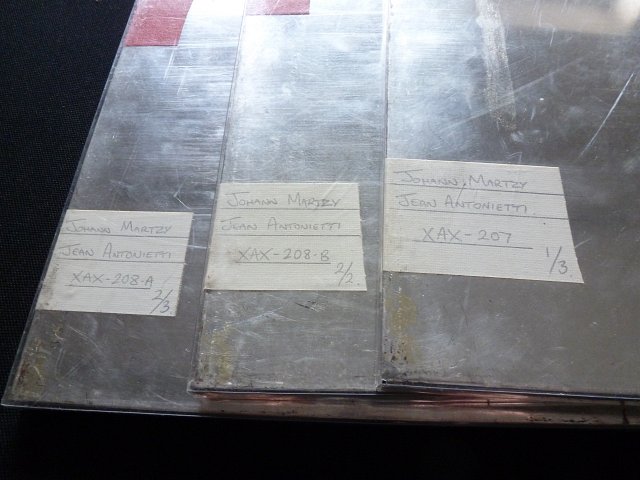 Johann Martzy
Jean Antonietti
XAX-208-A
2/3
Johann Martzy
Jean Antonietti
XAX-208-B
2/2.
Johann Martzy
Jean Antonietti.
XAX-207
1/3.